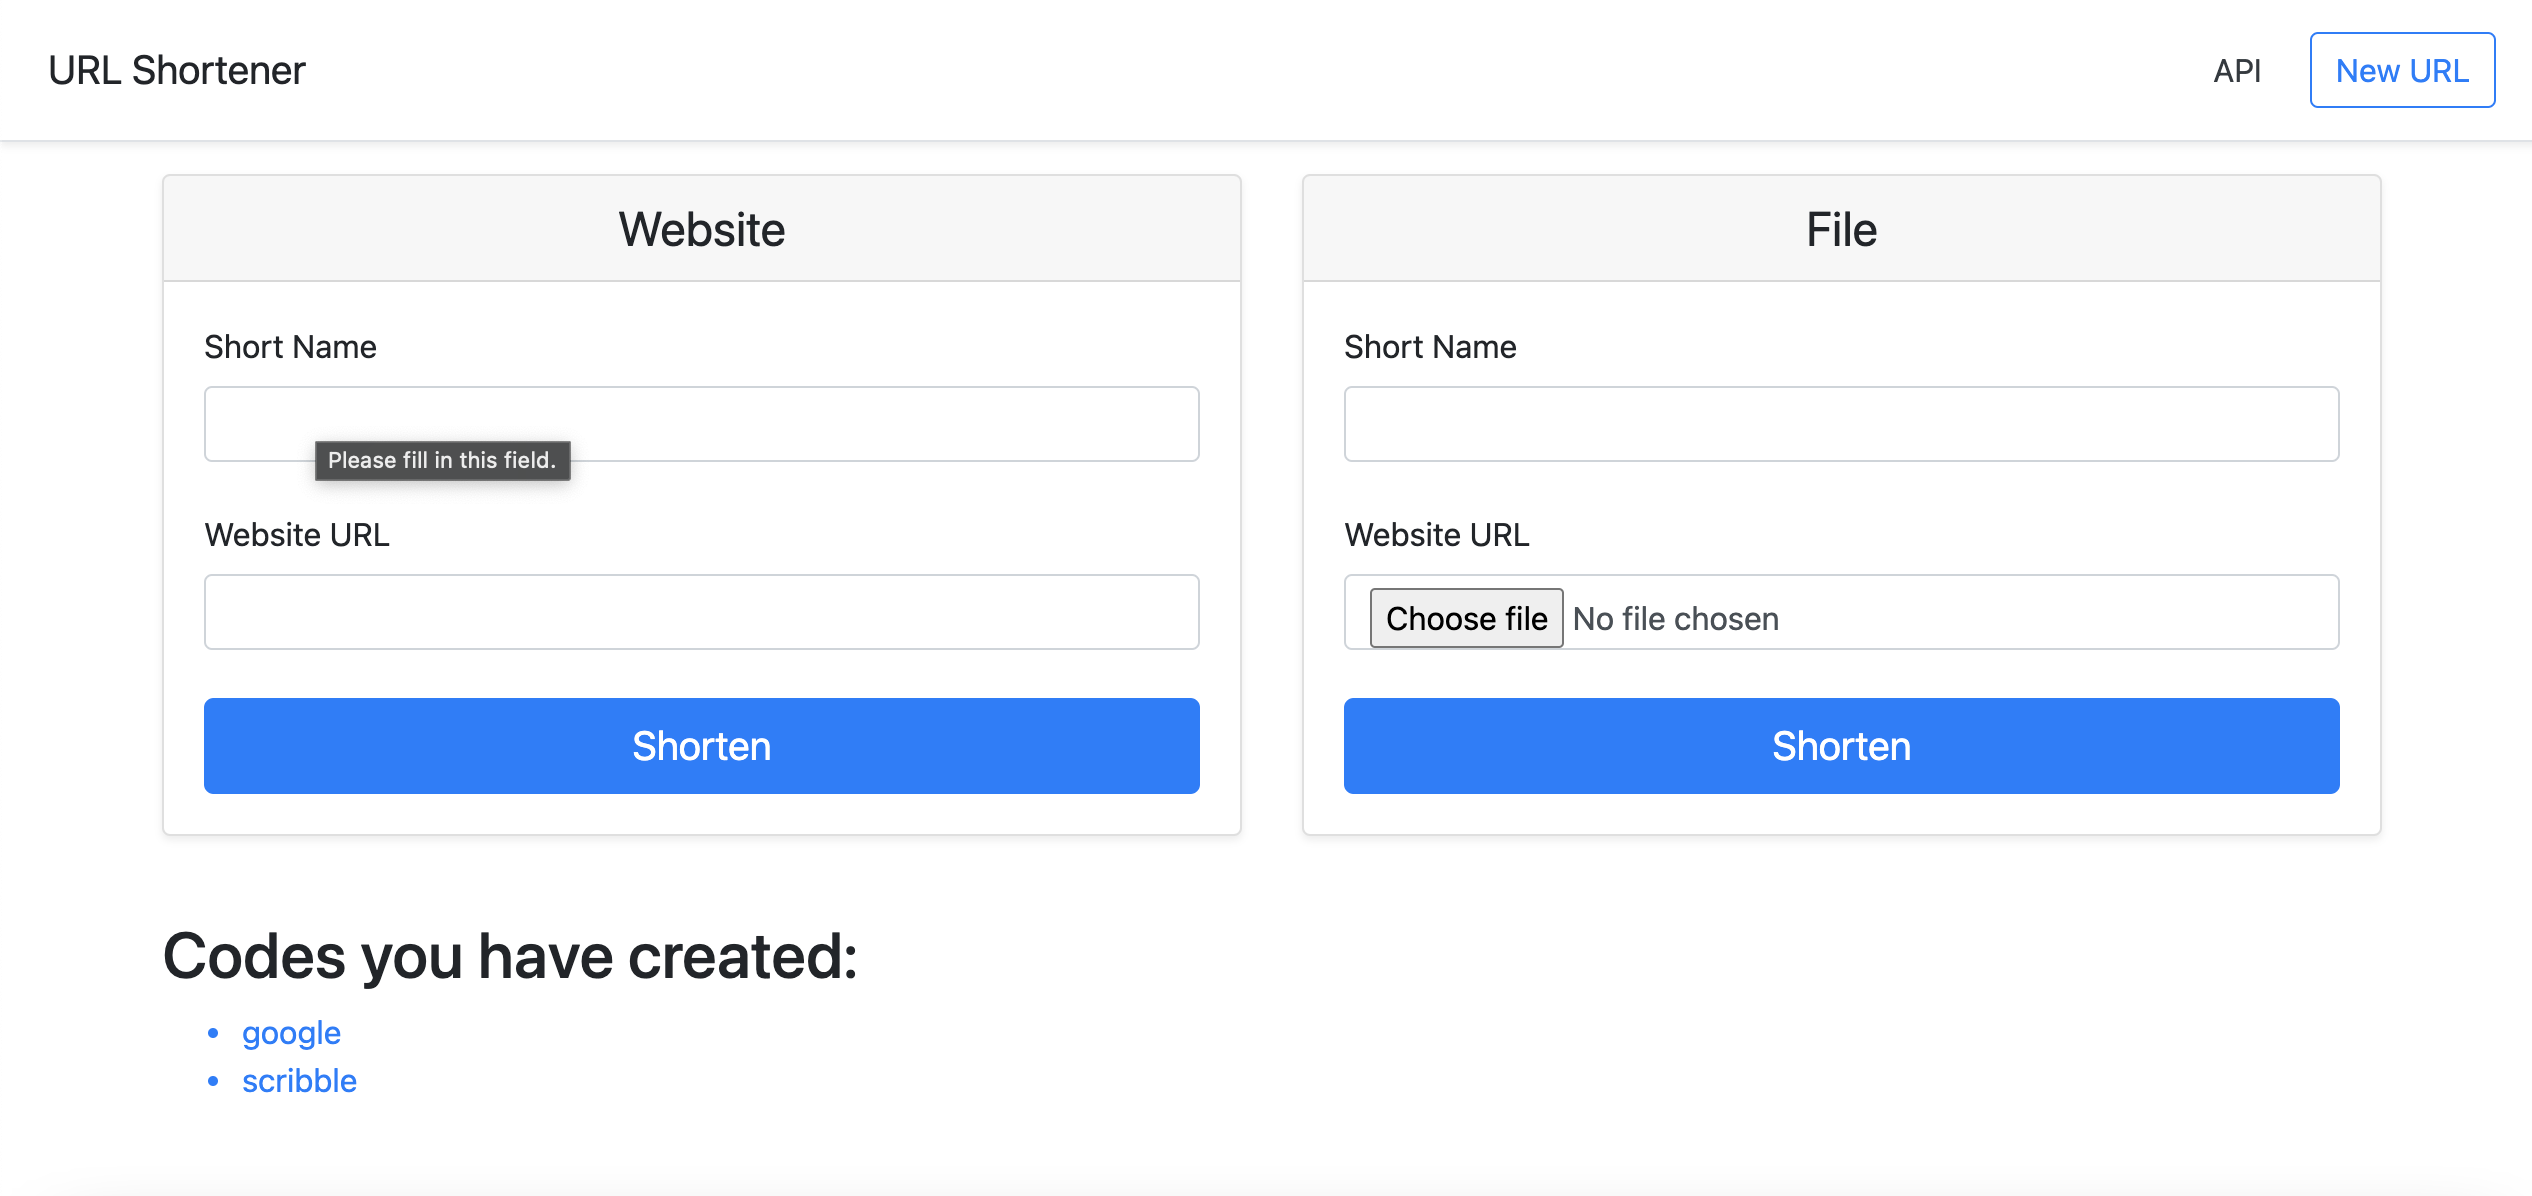 URL Shortener
API
New URL
Website
Short Name
Please fill in this field.
Website URL
Shorten
File
Short Name
Website URL
Choose file No file chosen
Shorten
Codes you have created:
google
scribble